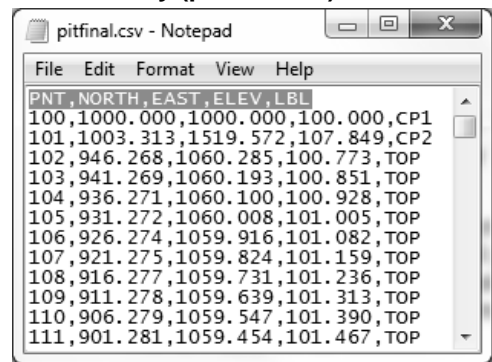 pitfinal.csv - Notepad
File Edit Format View Help
PNT,NORTH,EAST,ELEV,LBL
100,1000.000,1000.000,100.000,CP1
101,1003.313,1519.572,107.849,CP2
102,946.268,1060.285,100.773,TOP
103,941.269,1060.193,100.851,TOP
104,936.271,1060.100,100.928,TOP
105,931.272,1060.008,101.005,TOP
106,926.274,1059.916,101.082,TOP
107,921.275,1059.824,101.159,TOP
108,916.277,1059.731,101.236,TOP
109,911.278,1059.639,101.313,TOP
110,906.279,1059.547,101.390,TOP
111,901.281,1059.454,101.467,TOP